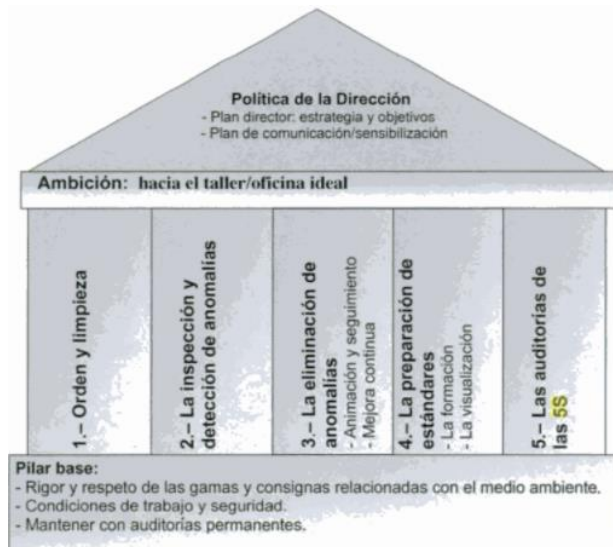 Política de la Dirección
- Plan director: estrategia y objetivos
- Plan de comunicación/sensibilización
Ambición: hacia el taller/oficina ideal
1.– Orden y limpieza
2.– La inspección y
detección de anomalías
3.– La eliminación de
anomalías
- Animación y seguimiento
- Mejora continua
4.– La preparación de
estándares
- La formación
- La visualización
5.– Las auditorías de
las 5S
Pilar base:
- Rigor y respeto de las gamas y consignas relacionadas con el medio ambiente.
- Condiciones de trabajo y seguridad.
- Mantener con auditorías permanentes.